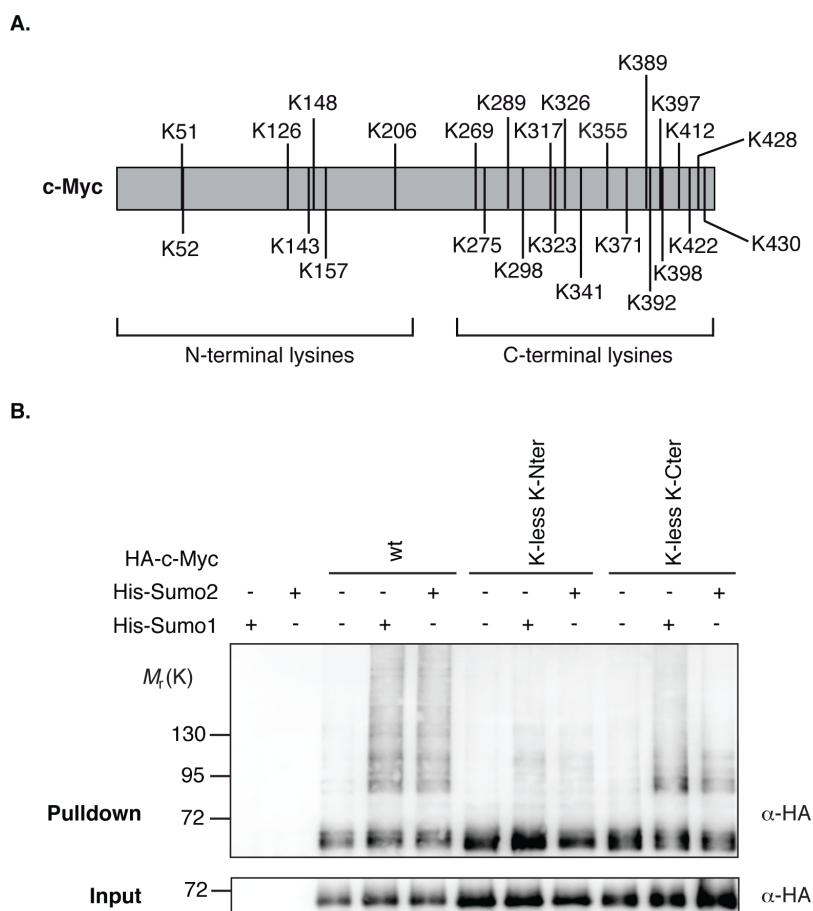 A.
K389
K148 K289 K326 K397
K51 K126 K206 K269 K317 K355 K412 K428
c-Myc
K52 K143 K275 K323 K371 K422 K430
K157 K298 K398
K341 K392
N-terminal lysines C-terminal lysines
B.
K-less K-Nter K-less K-Cter
HA-c-Myc wt
His-Sumo2 - + - - + - - + - - +
His-Sumo1 + - - + - - + - - + -
Mr(K)
130
95
72
Pulldown α-HA
72
Input α-HA